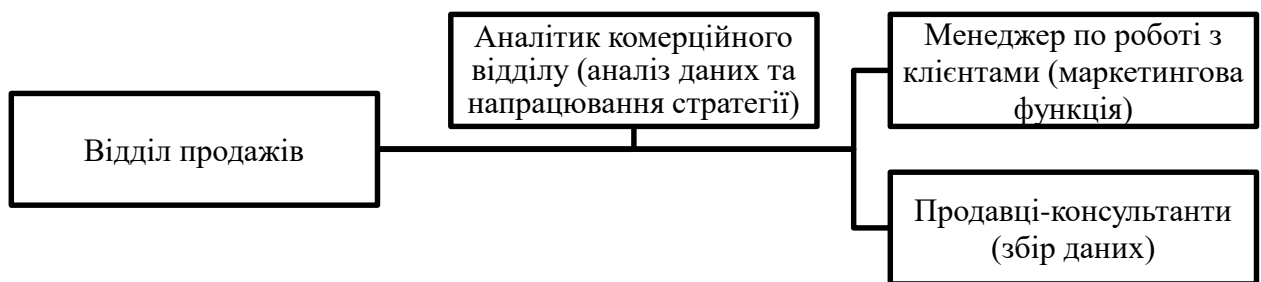 Відділ продажів
Аналітик комерційного
відділу (аналіз даних та
напрацювання стратегії)
Менеджер по роботі з
клієнтами (маркетингова
функція)
Продавці-консультанти
(збір даних)